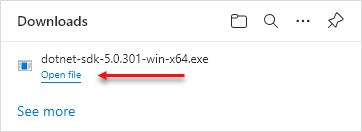 Downloads
dotnet-sdk-5.0.301-win-x64.exe
Open file
See more